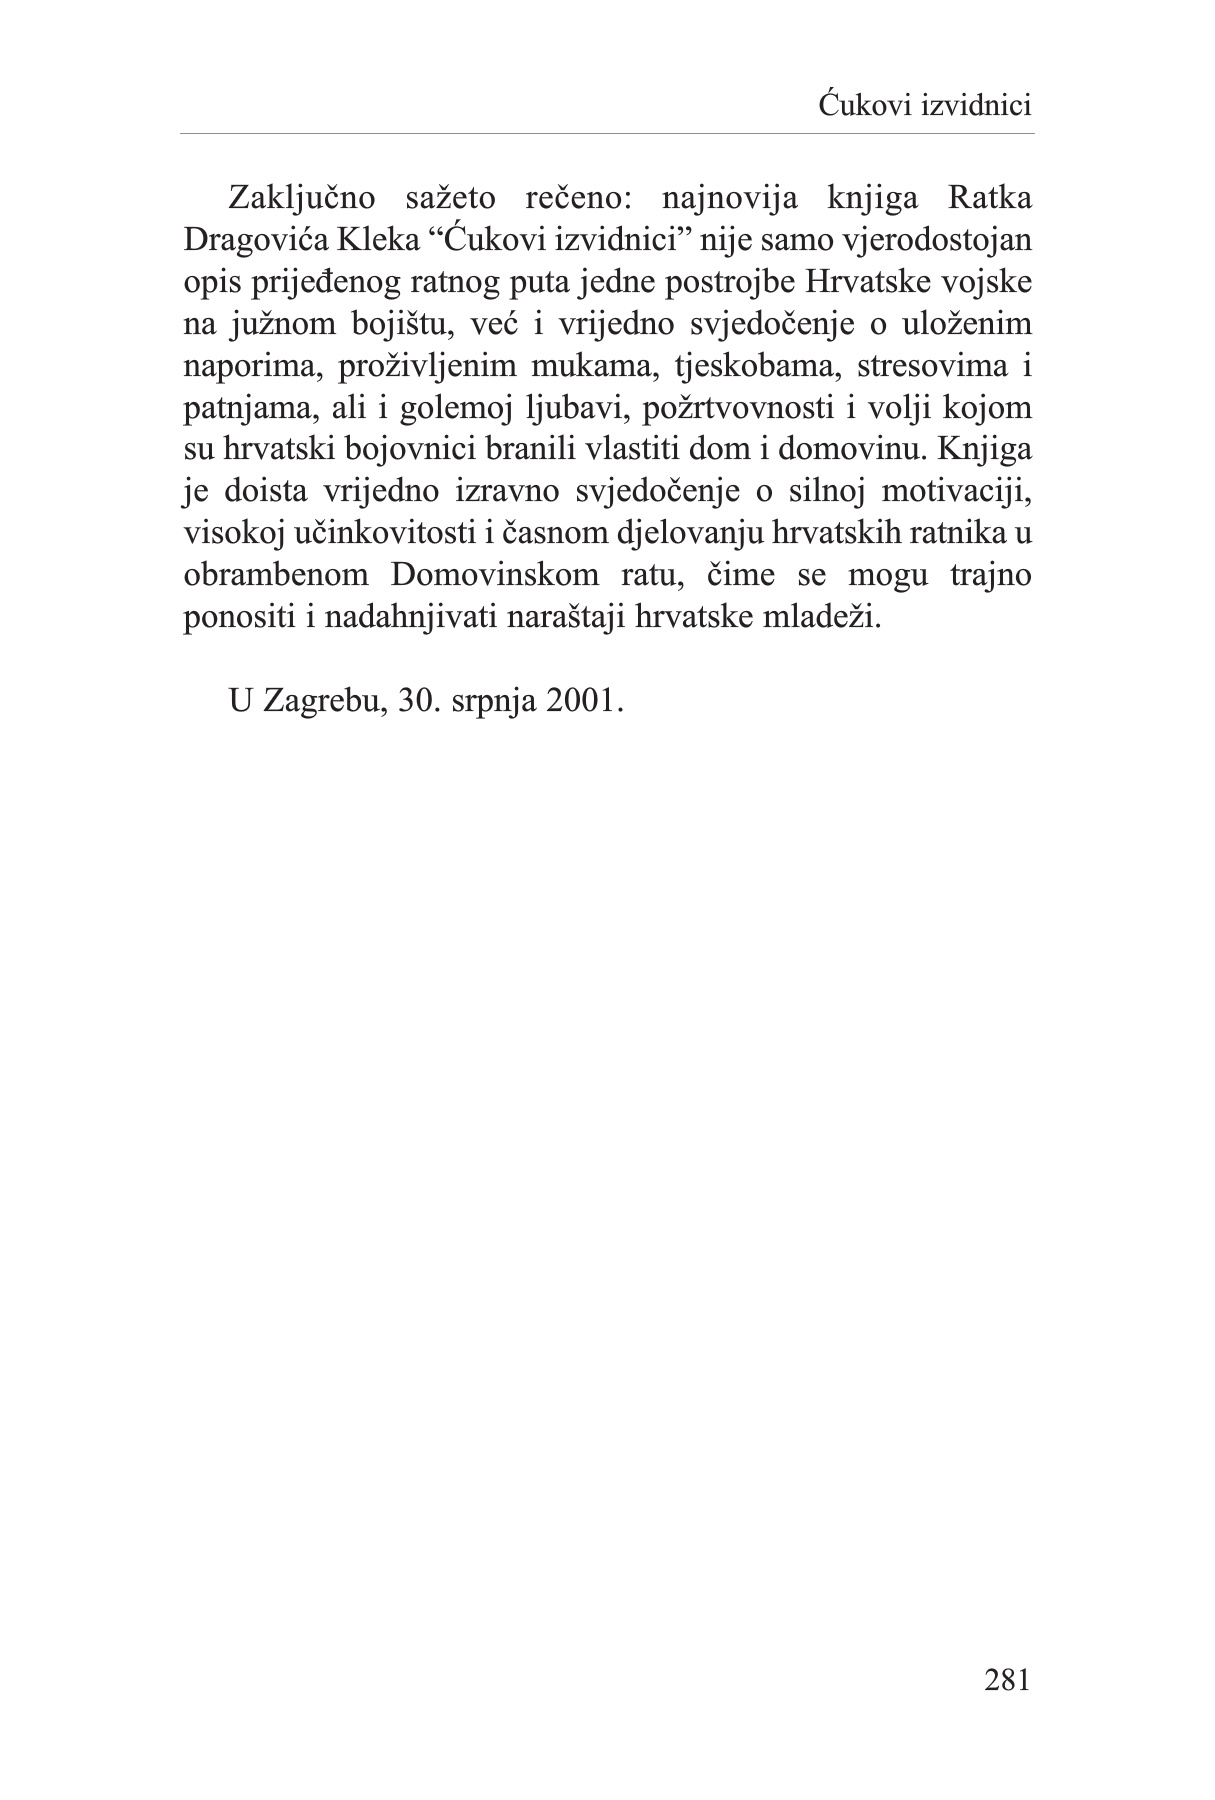 Ćukovi izvidnici
Zaključno sažeto rečeno: najnovija knjiga Ratka
Dragovića Kleka “Ćukovi izvidnici” nije samo vjerodostojan
opis prijeđenog ratnog puta jedne postrojbe Hrvatske vojske
na južnom bojištu, već i vrijedno svjedočenje o uloženim
naporima, proživljenim mukama, tjeskobama, stresovima i
patnjama, ali i golemoj ljubavi, požrtvovnosti i volji kojom
su hrvatski bojovnici branili vlastiti dom i domovinu. Knjiga
je doista vrijedno izravno svjedočenje o silnoj motivaciji,
visokoj učinkovitosti i časnom djelovanju hrvatskih ratnika u
obrambenom Domovinskom ratu, čime se mogu trajno
ponositi i nadahnjivati naraštaji hrvatske mladeži.
U Zagrebu, 30. srpnja 2001.
281